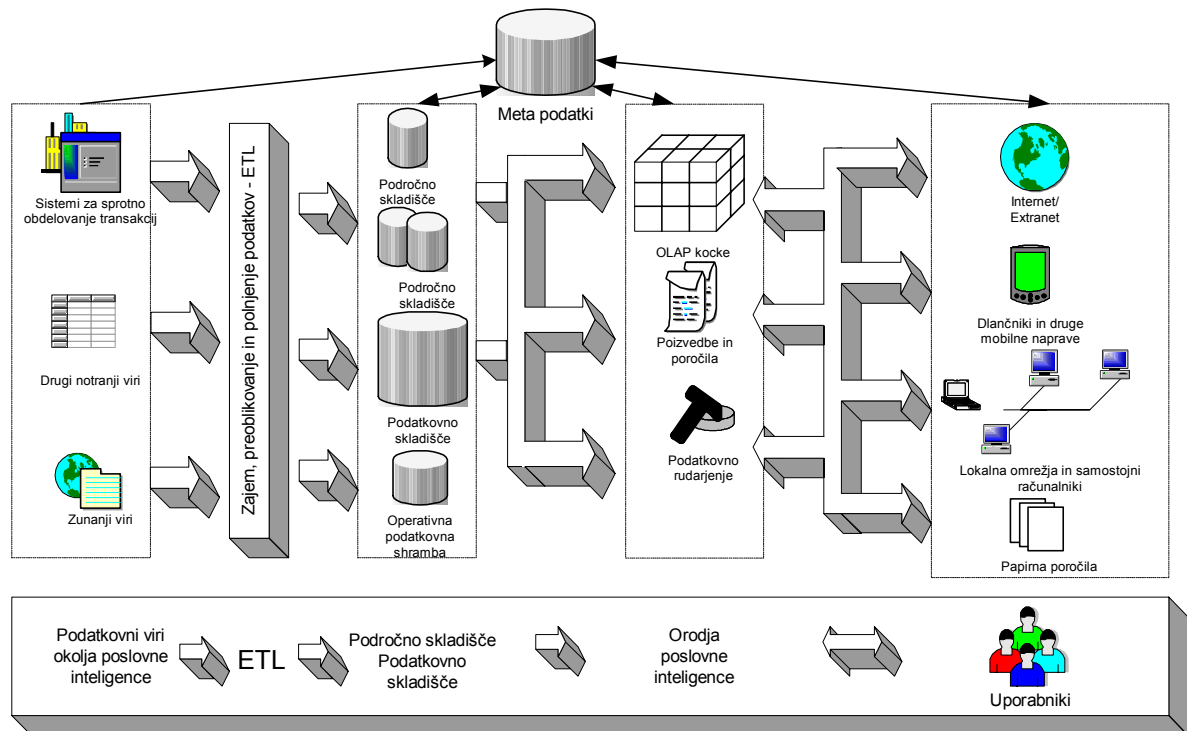 Meta podatki
Sistemi za sprotno
obdelovanje transakcij
Drugi notranji viri
Zunanji viri
Zajem, preoblikovanje in polnjenje podatkov - ETL
Področno
skladišče
Področno
skladišče
Podatkovno
skladišče
Operativna
podatkovna
shramba
OLAP kocke
Poizvedbe in
poročila
Podatkovno
rudarjenje
Internet/
Extranet
Dlančniki in druge
mobilne naprave
Lokalna omrežja in samostojni
računalniki
Papirna poročila
Podatkovni viri
okolja poslovne
inteligence
ETL
Področno skladišče
Podatkovno
skladišče
Orodja
poslovne
inteligence
Uporabniki